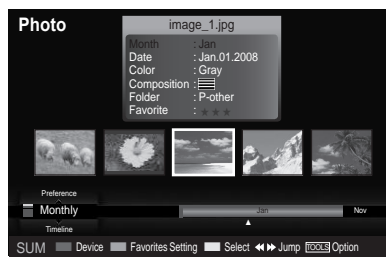 Photo
image_1.jpg
Month : Jan
Date : Jan.01.2008
Color : Gray
Composition :
Folder : P-other
Favorite : ★ ★ ★
Preference
Monthly
Timeline
Jan
Nov
SUM Device Favorites Setting Select Jump TOOLS Option